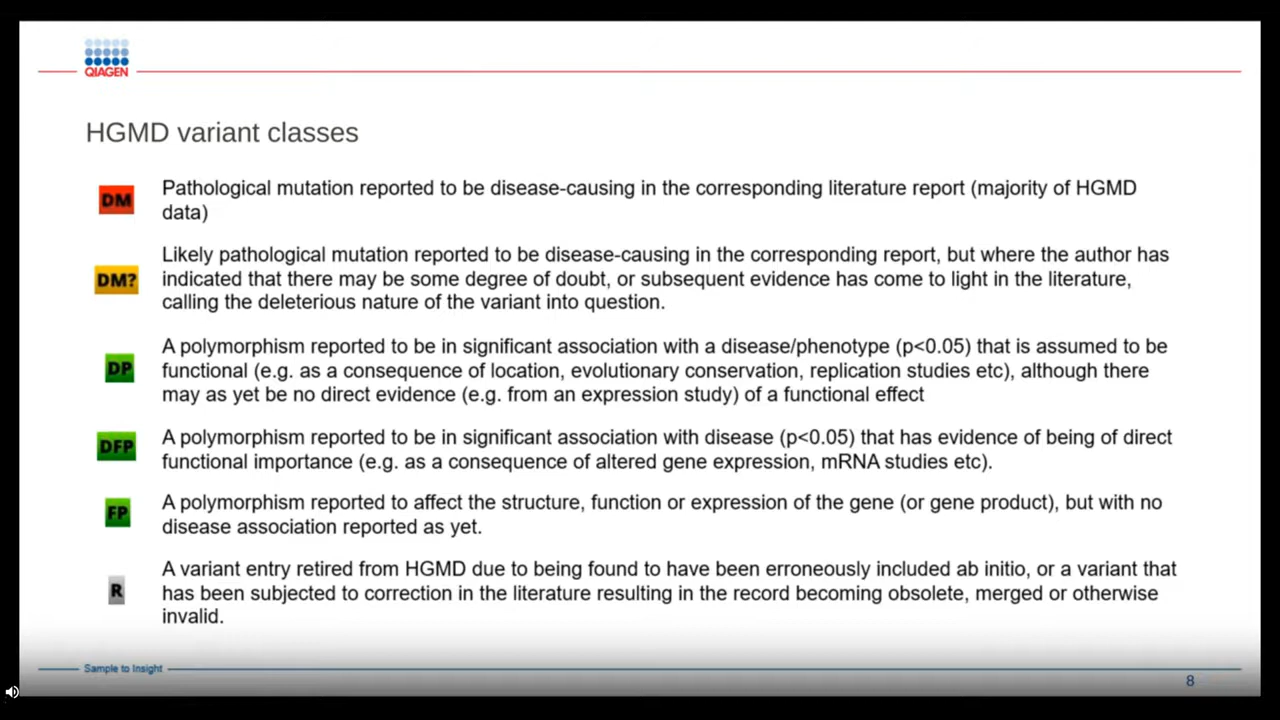 QIAGEN
HGMD variant classes
DM
Pathological mutation reported to be disease-causing in the corresponding literature report (majority of HGMD
data)
DM?
Likely pathological mutation reported to be disease-causing in the corresponding report, but where the author has
indicated that there may be some degree of doubt, or subsequent evidence has come to light in the literature,
calling the deleterious nature of the variant into question.
DP
A polymorphism reported to be in significant association with a disease/phenotype (p<0.05) that is assumed to be
functional (e.g. as a consequence of location, evolutionary conservation, replication studies etc), although there
may as yet be no direct evidence (e.g. from an expression study) of a functional effect
DFP
A polymorphism reported to be in significant association with disease (p<0.05) that has evidence of being of direct
functional importance (e.g. as a consequence of altered gene expression, mRNA studies etc).
FP
A polymorphism reported to affect the structure, function or expression of the gene (or gene product), but with no
disease association reported as yet.
R
A variant entry retired from HGMD due to being found to have been erroneously included ab initio, or a variant that
has been subjected to correction in the literature resulting in the record becoming obsolete, merged or otherwise
invalid.
Sample to Insight
8